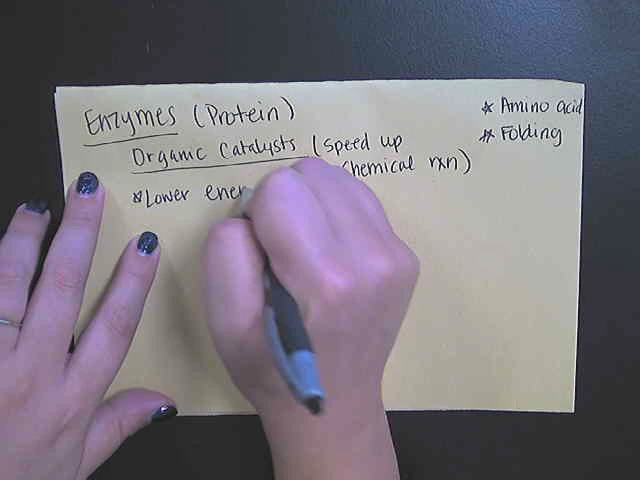 Enzymes (Protein)
Organic Catalysts (speed up
chemical rxn)
*Lower ener
* Amino acid
* Folding